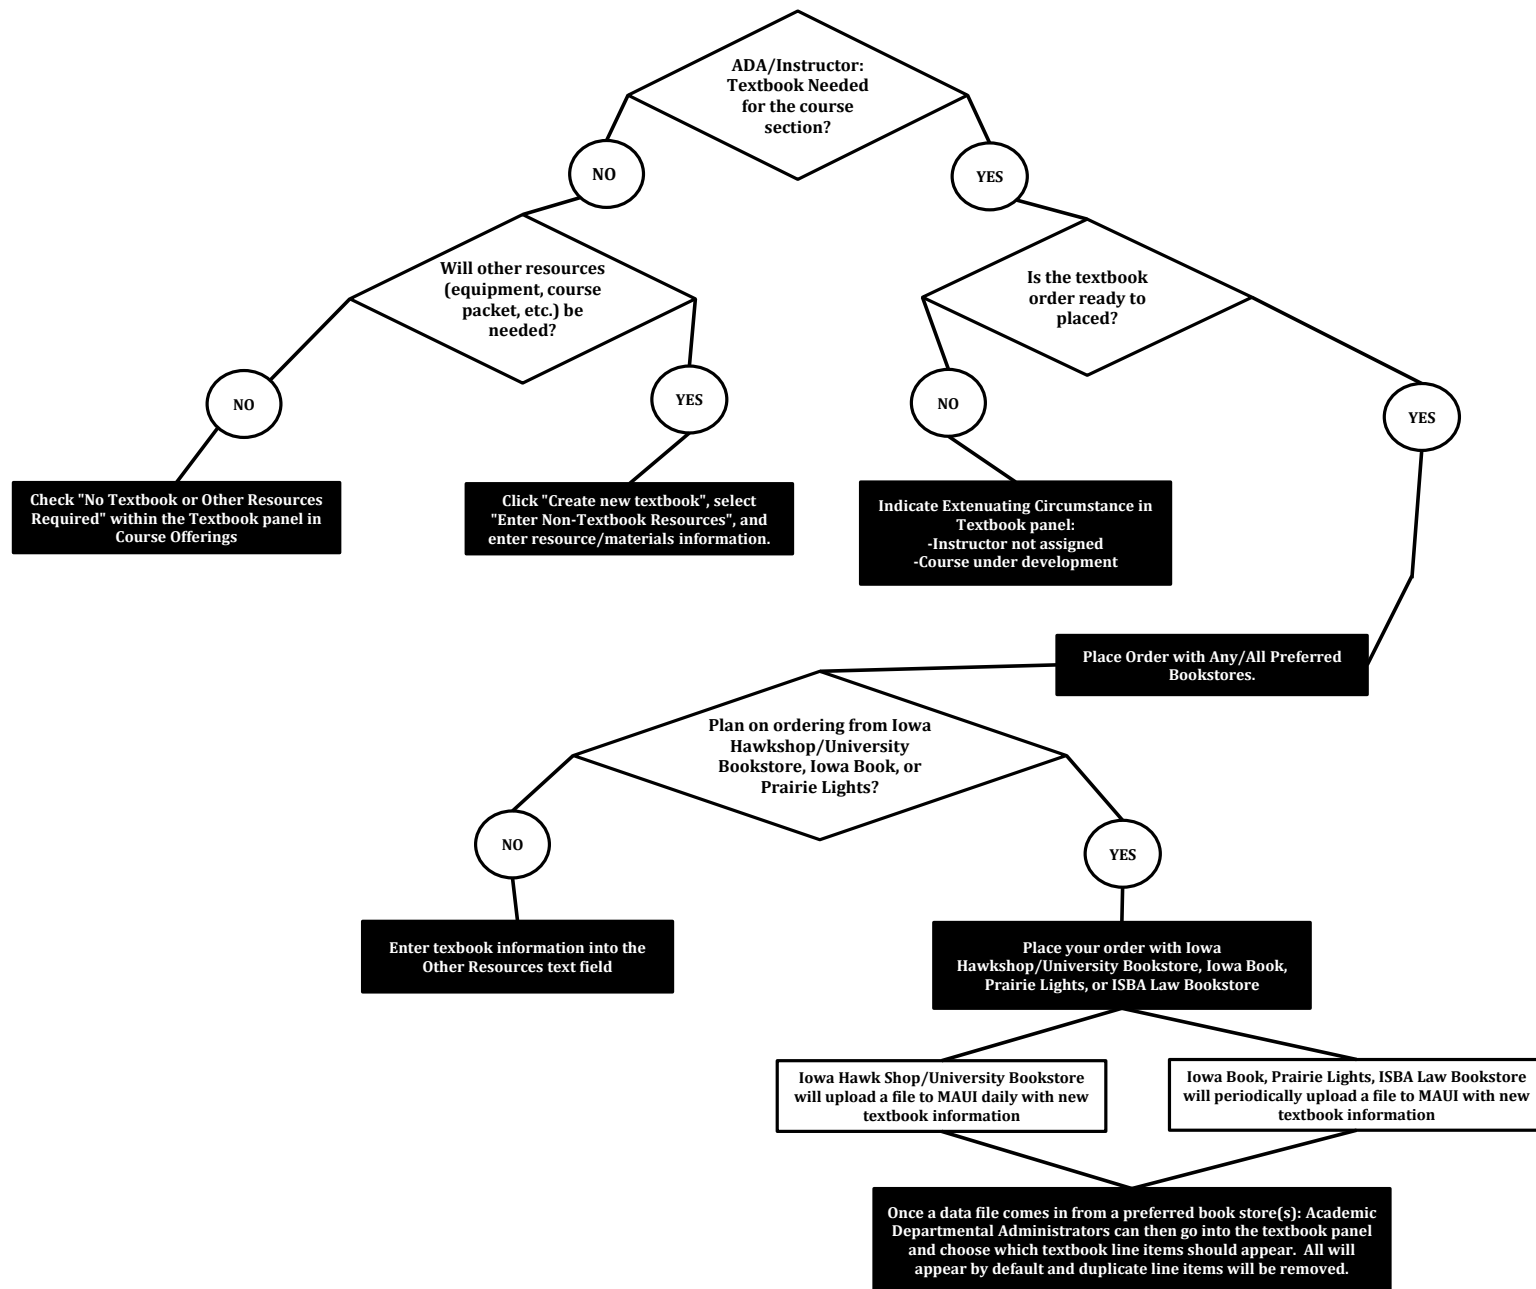 ADA/Instructor:
Textbook Needed
for the course
section?
NO
YES
Will other resources
(equipment, course
packet, etc.) be
needed?
Is the textbook
order ready to
placed?
NO
YES
NO
YES
Check "No Textbook or Other Resources
Required" within the Textbook panel in
Course Offerings
Click "Create new textbook", select
"Enter Non-Textbook Resources", and
enter resource/materials information.
Indicate Extenuating Circumstance in
Textbook panel:
-Instructor not assigned
-Course under development
Place Order with Any/All Preferred
Bookstores.
Plan on ordering from Iowa
Hawkshop/University
Bookstore, Iowa Book, or
Prairie Lights?
NO
YES
Enter texbook information into the
Other Resources text field
Place your order with Iowa
Hawkshop/University Bookstore, Iowa Book,
Prairie Lights, or ISBA Law Bookstore
Iowa Hawk Shop/University Bookstore
will upload a file to MAUI daily with new
textbook information
Iowa Book, Prairie Lights, ISBA Law Bookstore
will periodically upload a file to MAUI with new
textbook information
Once a data file comes in from a preferred book store(s): Academic
Departmental Administrators can then go into the textbook panel
and choose which textbook line items should appear.  All will
appear by default and duplicate line items will be removed.